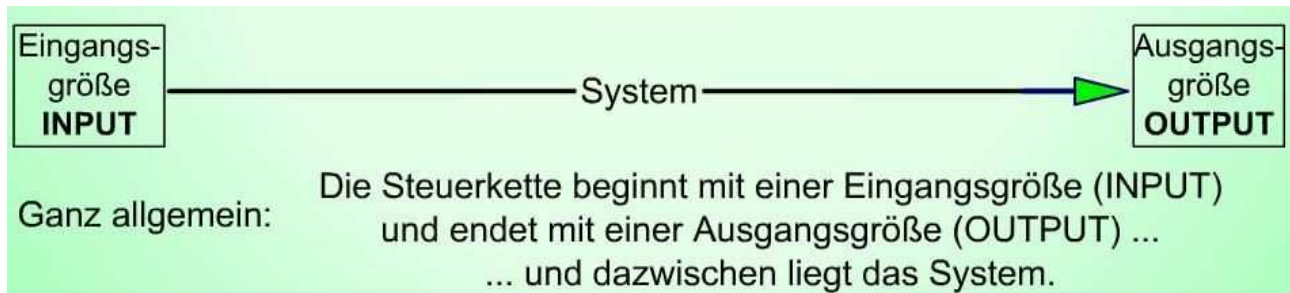 Eingangs-
größe
INPUT
System
Ausgangs-
größe
OUTPUT
Ganz allgemein:
Die Steuerkette beginnt mit einer Eingangsgröße (INPUT)
und endet mit einer Ausgangsgröße (OUTPUT) ...
... und dazwischen liegt das System.